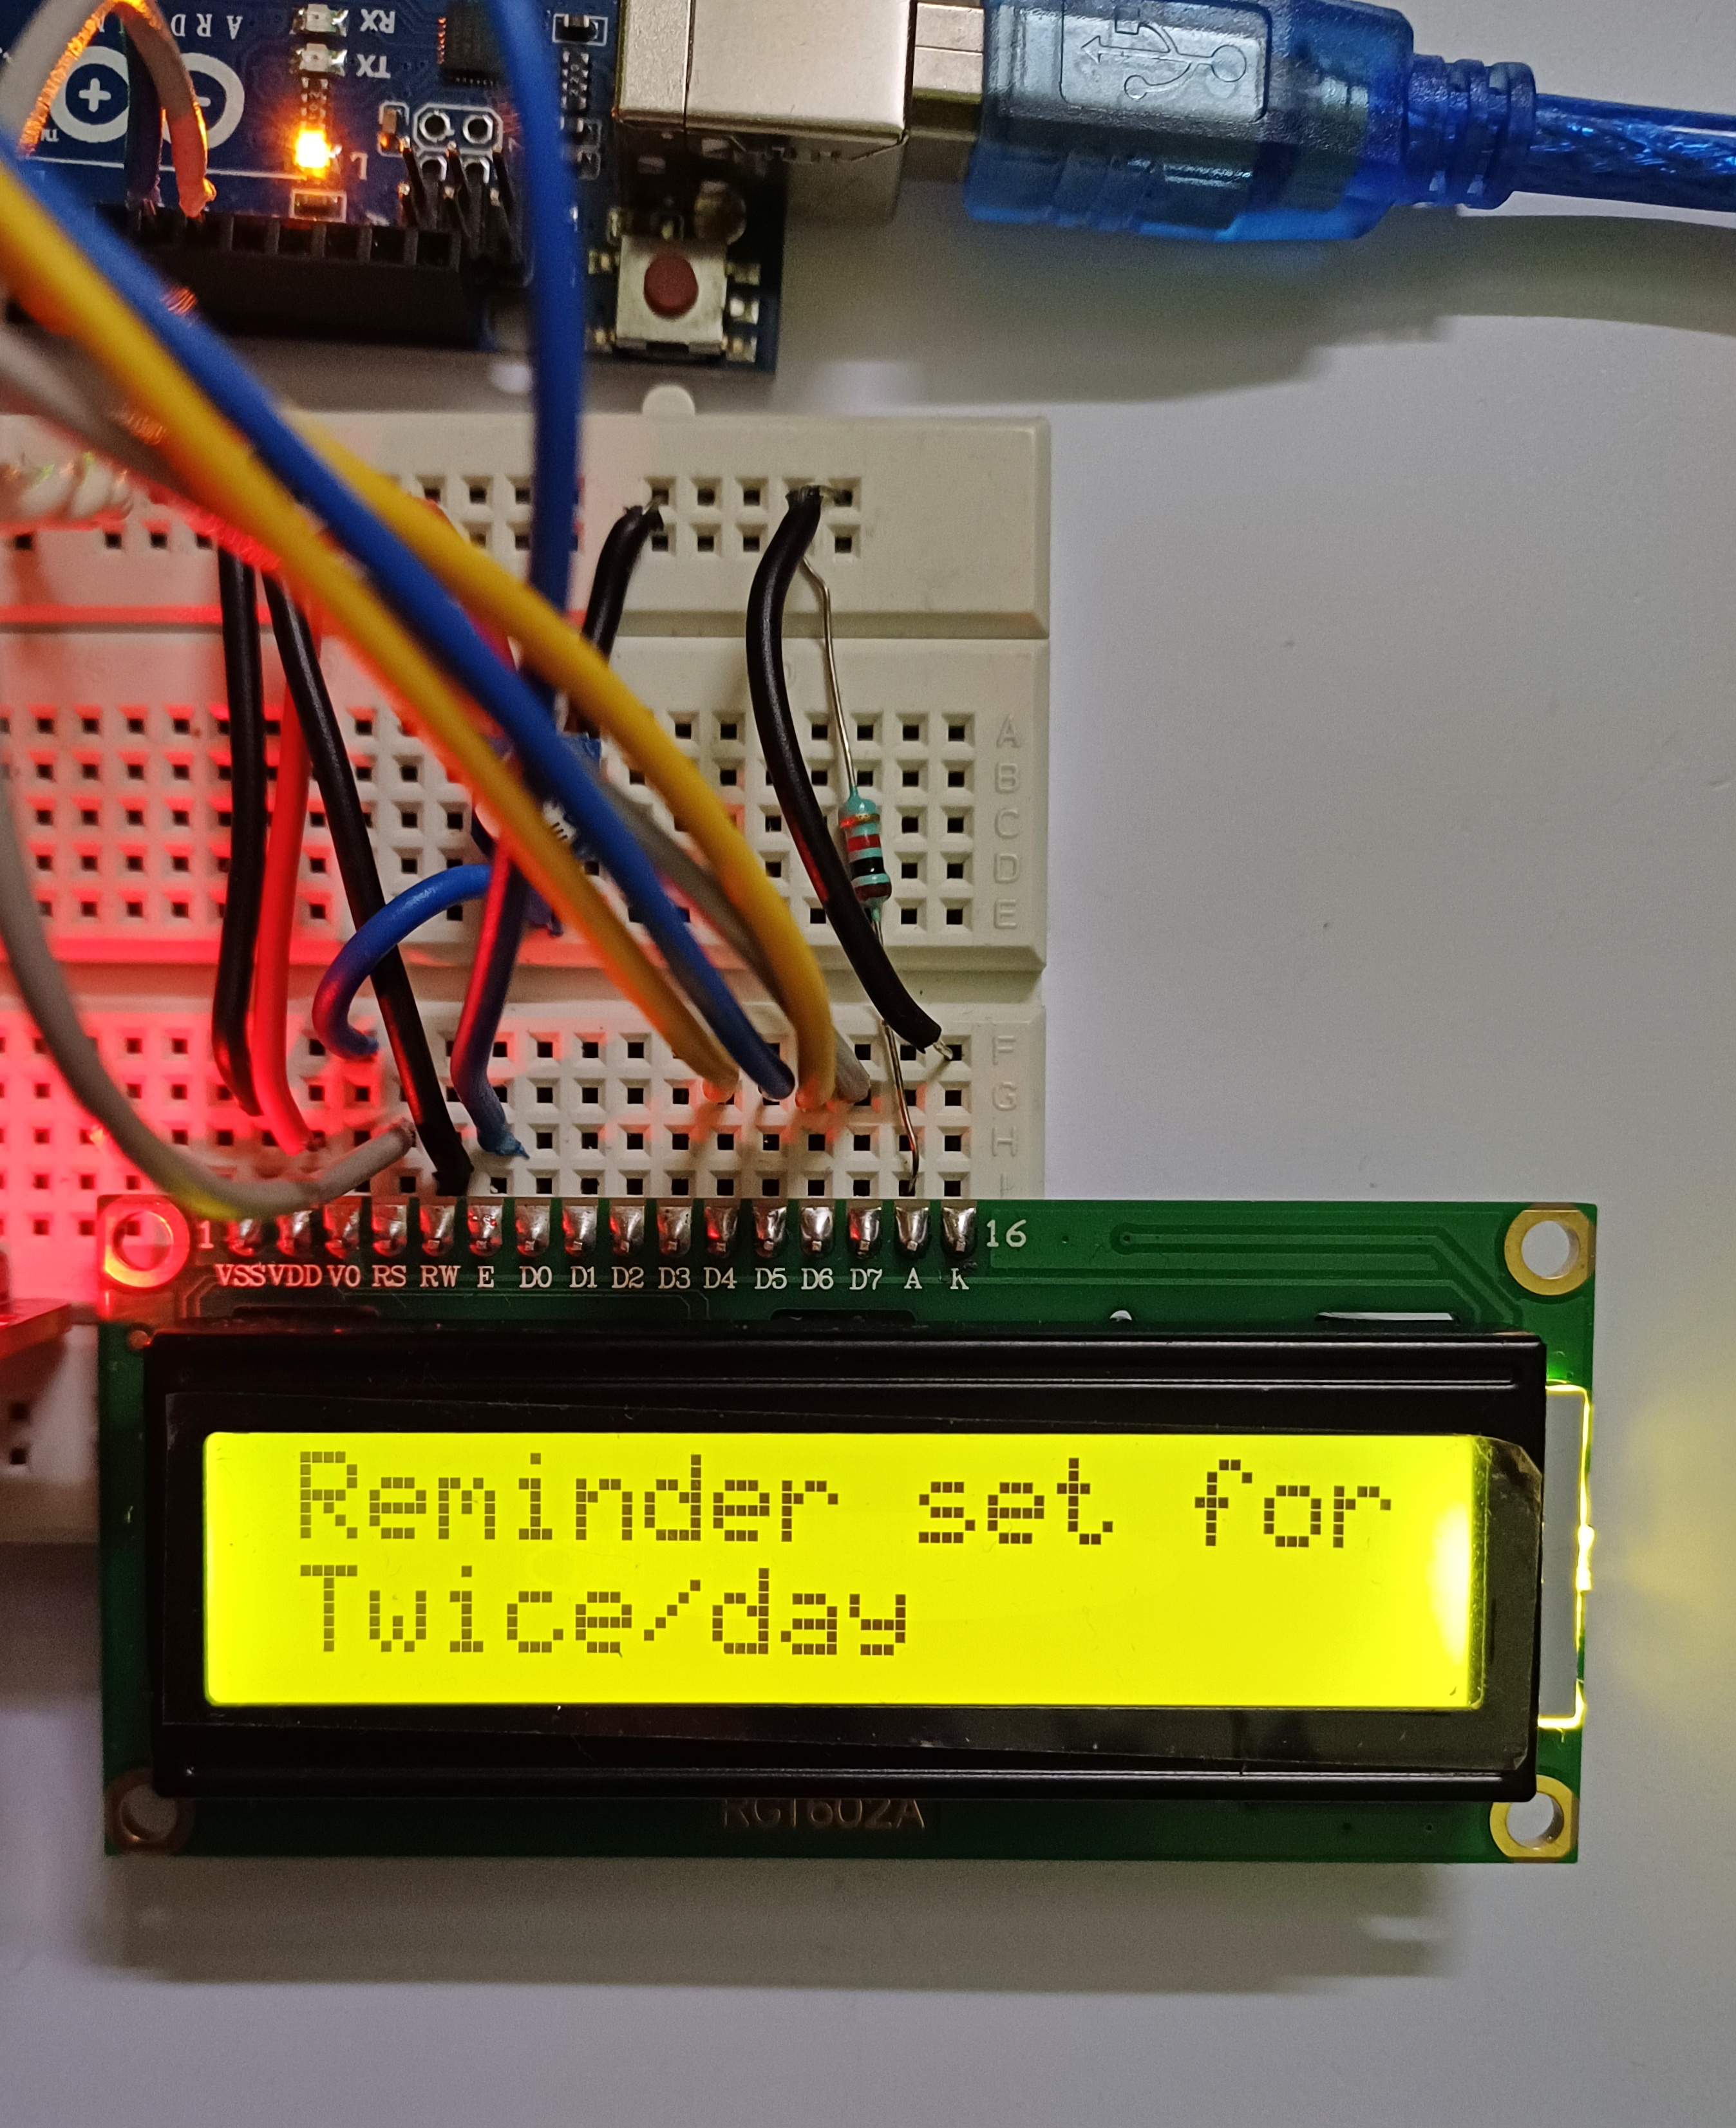 ARD
RX
TX
L
A
B
C
D
E
F
G
H
1
16
VSS VDD V0 RS RW E D0 D1 D2 D3 D4 D5 D6 D7 A K
Reminder set for
Twice/day
RG1602A